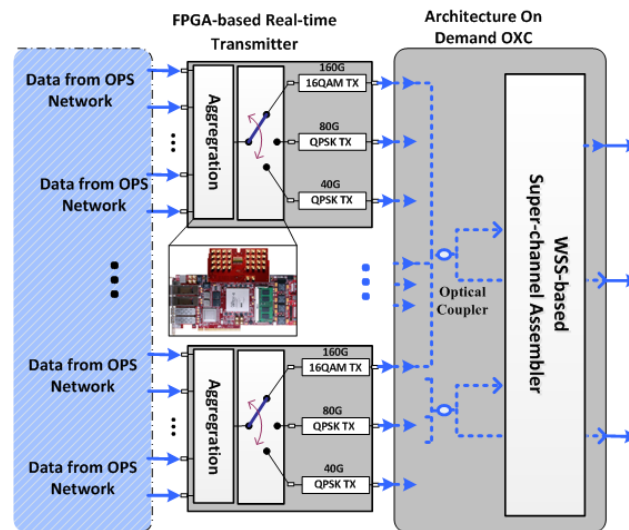 FPGA-based Real-time
Transmitter
Architecture On
Demand OXC
Data from OPS
Network
Data from OPS
Network
Aggregration
160G
16QAM TX
80G
QPSK TX
40G
QPSK TX
Optical
Coupler
WSS-based
Super-channel Assembler
Data from OPS
Network
Data from OPS
Network
Aggregration
160G
16QAM TX
80G
QPSK TX
40G
QPSK TX